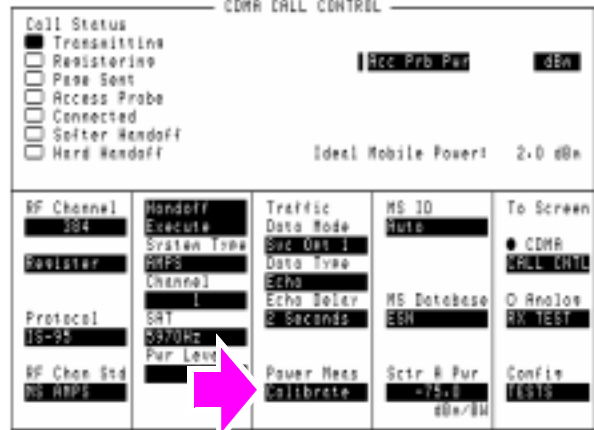 CDMA CALL CONTROL
Call Status
Transmitting
Registering
Page Sent
Access Probe
Connected
Softer Handoff
Hard Handoff
Acc Prb Pwr dBm
Ideal Mobile Power: 2.0 dBm
RF Channel
384
Register
Protocol
IS-95
RF Chan Std
MS AMPS
Handoff
Execute
System Type
AMPS
Channel
1
SAT
5970Hz
Pwr Level
Traffic
Data Mode
Svc Opt 1
Data Type
Echo
Echo Delay
2 Seconds
Power Meas
Calibrate
MS ID
Auto
MS Database
ESN
Sctr A Pwr
-75.0
dBm/BW
To Screen
CDMA
CALL CNTL
Analog
RX TEST
Config
TESTS